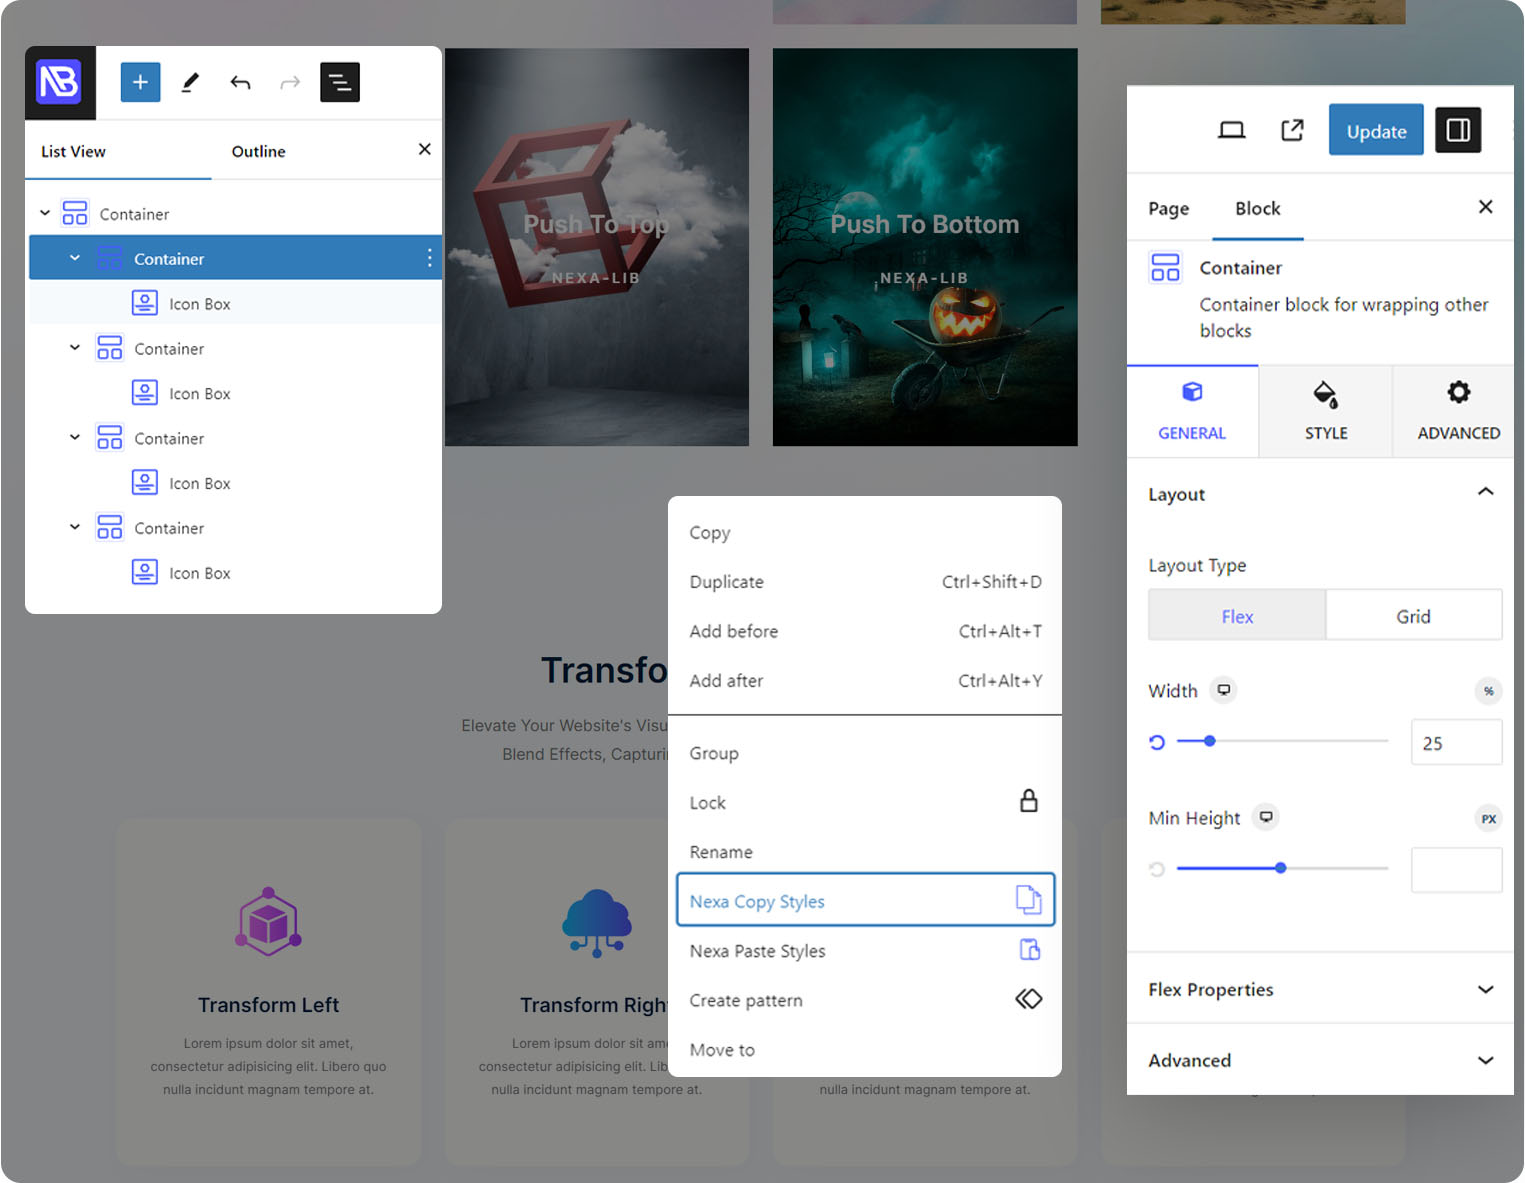 NB
List View
Outline
Container
Container
Icon Box
Container
Icon Box
Container
Icon Box
Container
Icon Box
Push To Top
NEXA-LIB
Push To Bottom
NEXA-LIB
Copy
Duplicate Ctrl+Shift+D
Add before Ctrl+Alt+T
Add after Ctrl+Alt+Y
Group
Lock
Rename
Nexa Copy Styles
Nexa Paste Styles
Create pattern
Move to
Update
Page
Block
Container
Container block for wrapping other
blocks
GENERAL
STYLE
ADVANCED
Layout
Layout Type
Flex
Grid
Width
%
25
Min Height
PX
Flex Properties
Advanced
Elevate Your Website's
Blend Effects,
Transform Left
Lorem ipsum dolor sit amet,
consectetur adipisicing elit. Libero quo
nulla incidunt magnam tempore at.
Transform
Lorem ipsum dolor sit
consectetur adipisicing elit.
nulla incidunt magnam tempore at.
nulla incidunt magnam tempore at.